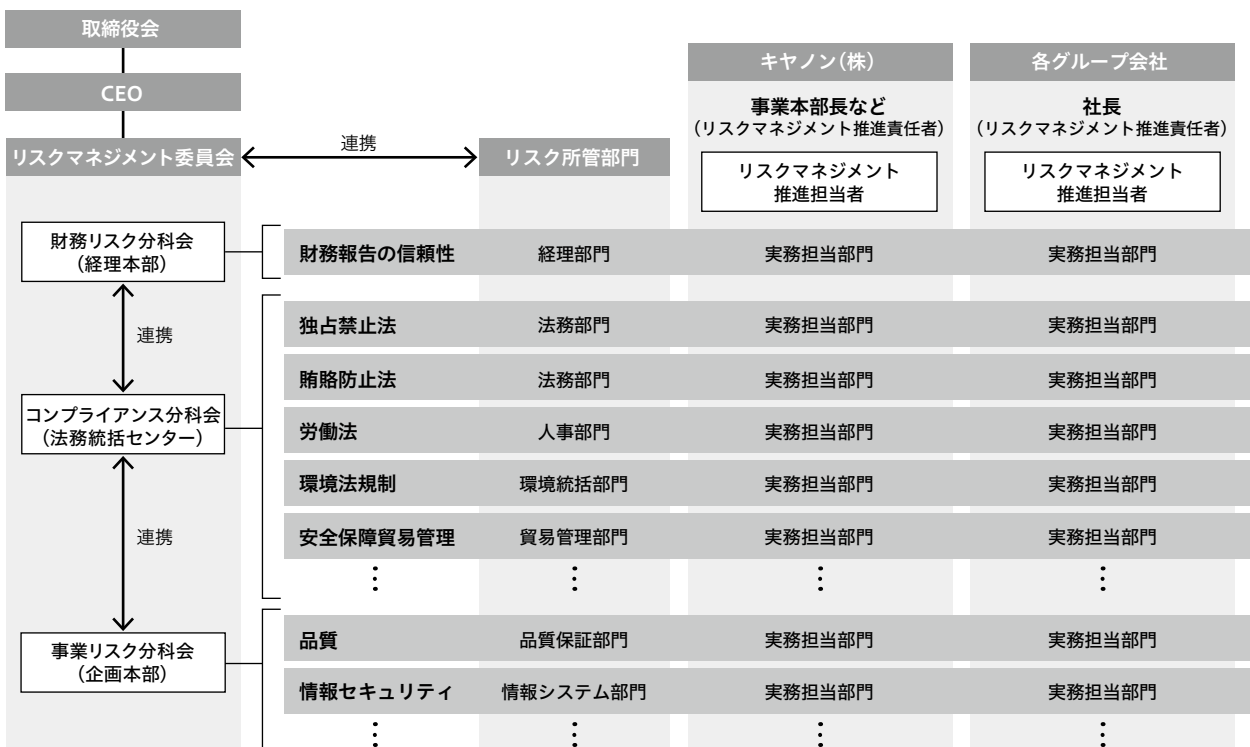 取締役会
CEO
リスクマネジメント委員会
連携
リスク所管部門
キヤノン(株)
事業本部長など
(リスクマネジメント推進責任者)
リスクマネジメント
推進担当者
各グループ会社
社長
(リスクマネジメント推進責任者)
リスクマネジメント
推進担当者
財務リスク分科会
(経理本部)
財務報告の信頼性 経理部門 実務担当部門 実務担当部門
連携
独占禁止法 法務部門 実務担当部門 実務担当部門
賄賂防止法 法務部門 実務担当部門 実務担当部門
コンプライアンス分科会
(法務統括センター)
労働法 人事部門 実務担当部門 実務担当部門
環境法規制 環境統括部門 実務担当部門 実務担当部門
連携
安全保障貿易管理 貿易管理部門 実務担当部門 実務担当部門
⋮ ⋮ ⋮ ⋮
事業リスク分科会
(企画本部)
品質 品質保証部門 実務担当部門 実務担当部門
情報セキュリティ 情報システム部門 実務担当部門 実務担当部門
⋮ ⋮ ⋮ ⋮